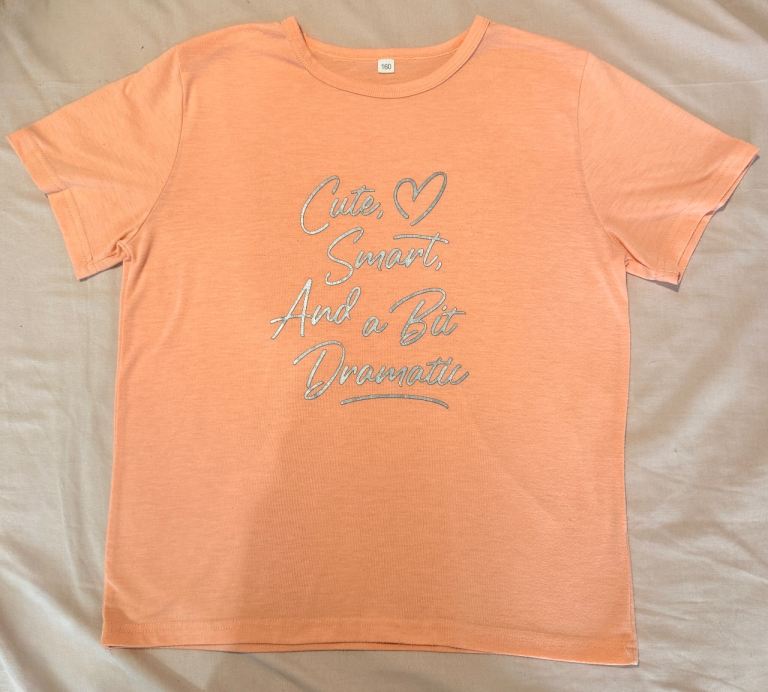 160
Cute,
Smart,
And a Bit
Dramatic